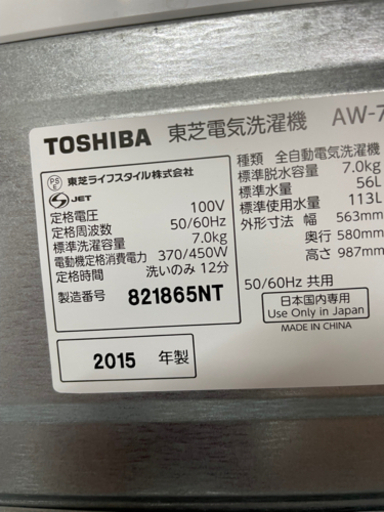 TOSHIBA 東芝電気洗濯機 AW-7
PS E
東芝ライフスタイル株式会社
S JET
定格電圧 100V
定格周波数 50/60Hz
標準洗濯容量 7.0kg
電動機定格消費電力 370/450W
定格時間 洗いのみ 12分
製造番号 821865NT
2015 年製
種類 全自動電気洗濯機
標準脱水容量 7.0kg
標準水量 56L
標準使用水量 113L
外形寸法 幅 563mm
奥行 580mm
高さ 987mm
50/60Hz 共用
日本国内専用
Use Only in Japan
MADE IN CHINA